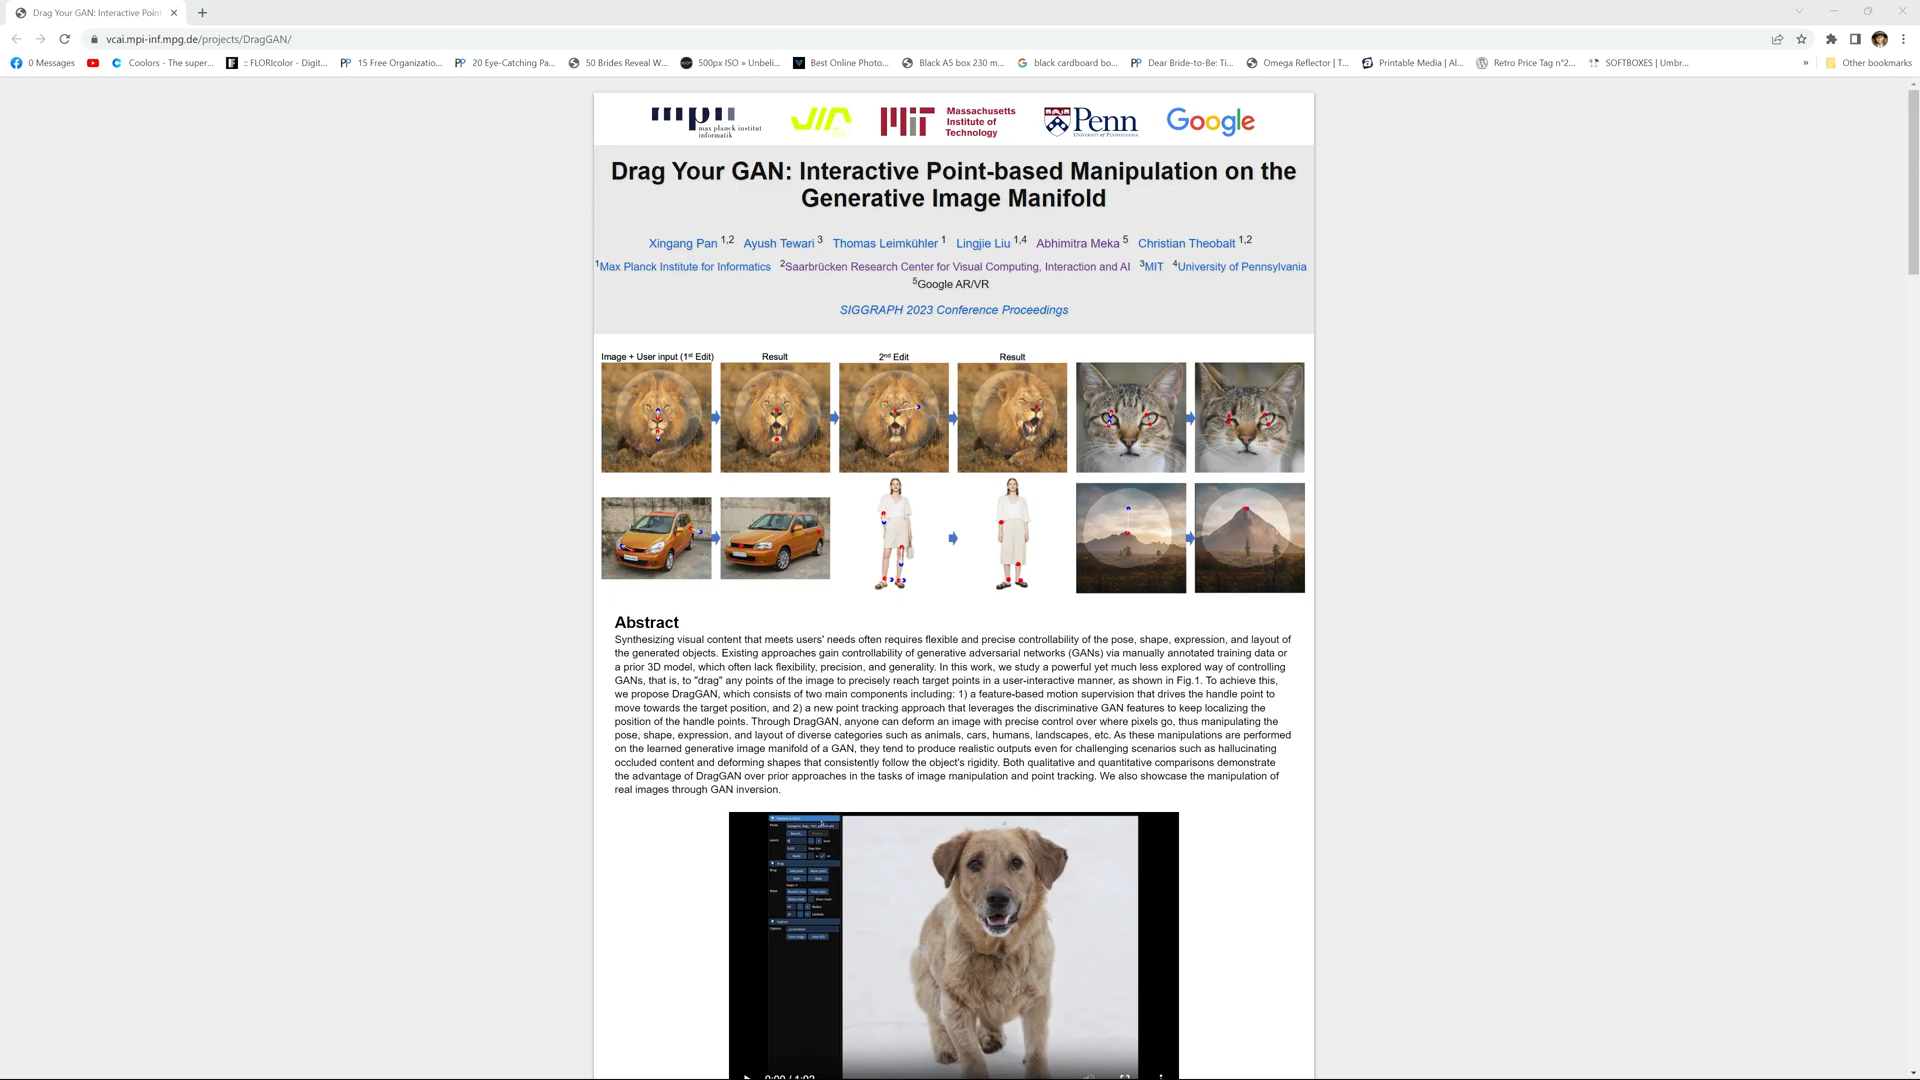 Drag Your GAN: Interactive Point
vcai.mpi-inf.mpg.de/projects/DragGAN/
0 Messages
Coolors - The super...
:: FLORIcolor - Digit...
15 Free Organizatio...
20 Eye-Catching Pa...
50 Brides Reveal W...
500px ISO » Unbeli...
Best Online Photo...
Black A5 box 230 m...
black cardboard bo...
Dear Bride-to-Be: Ti...
Omega Reflector | T...
Printable Media | Al...
Retro Price Tag n°2...
SOFTBOXES | Umbr...
»
Other bookmarks
max planck institut
informatik
Massachusetts
Institute of
Technology
Penn
UNIVERSITY OF PENNSYLVANIA
Google
Drag Your GAN: Interactive Point-based Manipulation on the
Generative Image Manifold
Xingang Pan 1,2 Ayush Tewari 3 Thomas Leimkühler 1 Lingjie Liu 1,4 Abhimitra Meka 5 Christian Theobalt 1,2
1Max Planck Institute for Informatics 2Saarbrücken Research Center for Visual Computing, Interaction and AI 3MIT 4University of Pennsylvania
5Google AR/VR
SIGGRAPH 2023 Conference Proceedings
Image + User input (1st Edit) Result 2nd Edit Result
Abstract
Synthesizing visual content that meets users' needs often requires flexible and precise controllability of the pose, shape, expression, and layout of
the generated objects. Existing approaches gain controllability of generative adversarial networks (GANs) via manually annotated training data or
a prior 3D model, which often lack flexibility, precision, and generality. In this work, we study a powerful yet much less explored way of controlling
GANs, that is, to "drag" any points of the image to precisely reach target points in a user-interactive manner, as shown in Fig.1. To achieve this,
we propose DragGAN, which consists of two main components including: 1) a feature-based motion supervision that drives the handle point to
move towards the target position, and 2) a new point tracking approach that leverages the discriminative GAN features to keep localizing the
position of the handle points. Through DragGAN, anyone can deform an image with precise control over where pixels go, thus manipulating the
pose, shape, expression, and layout of diverse categories such as animals, cars, humans, landscapes, etc. As these manipulations are performed
on the learned generative image manifold of a GAN, they tend to produce realistic outputs even for challenging scenarios such as hallucinating
occluded content and deforming shapes that consistently follow the object's rigidity. Both qualitative and quantitative comparisons demonstrate
the advantage of DragGAN over prior approaches in the tasks of image manipulation and point tracking. We also showcase the manipulation of
real images through GAN inversion.
0:00 / 1:02